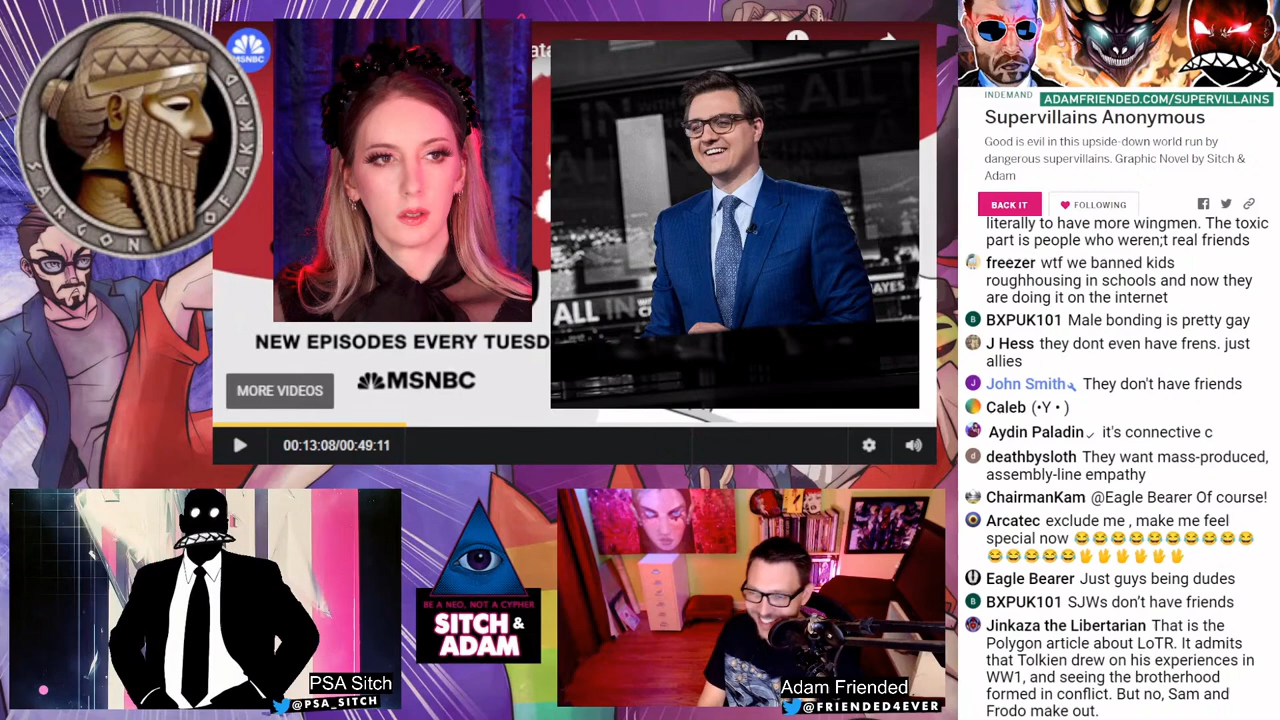 SARGON OF AKKAD
MSNBC
ata
NEW EPISODES EVERY TUESD
MSNBC
MORE VIDEOS
ALL IN
AYES
00:13:08/00:49:11
PSA Sitch
@PSA_SITCH
BE A NEO, NOT A CYPHER
SITCH &
ADAM
Adam Friended
@FRIENDED4EVER
INDEMAND
ADAMFRIENDED.COM/SUPERVILLAINS
Supervillains Anonymous
Good is evil in this upside-down world run by
dangerous supervillains. Graphic Novel by Sitch &
Adam
BACK IT
FOLLOWING
literally to have more wingmen. The toxic
part is people who weren;t real friends
freezer wtf we banned kids
roughhousing in schools and now they
are doing it on the internet
B BXPUK101 Male bonding is pretty gay
J Hess they dont even have frens. just
allies
J John Smith They don't have friends
Caleb (•Y•)
Aydin Paladin it's connective c
d deathbysloth They want mass-produced,
assembly-line empathy
ChairmanKam @Eagle Bearer Of course!
Arcatec exclude me , make me feel
special now 😂😂😂😂😂😂😂😂😂😂
😂😂😂😂😂🖖🖖🖖🖖🖖🖖
Eagle Bearer Just guys being dudes
B BXPUK101 SJWs don’t have friends
Jinkaza the Libertarian That is the
Polygon article about LoTR. It admits
that Tolkien drew on his experiences in
WW1, and seeing the brotherhood
formed in conflict. But no, Sam and
Frodo make out.